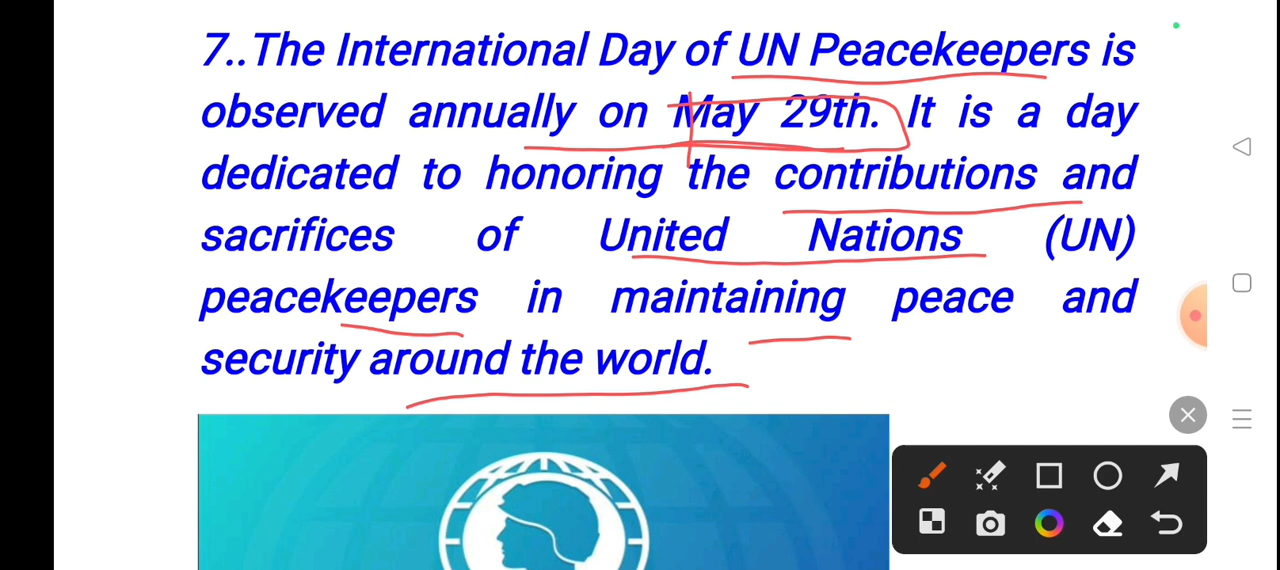 7..The International Day of UN Peacekeepers is
observed annually on May 29th. It is a day
dedicated to honoring the contributions and
sacrifices of United Nations (UN)
peacekeepers in maintaining peace and
security around the world.